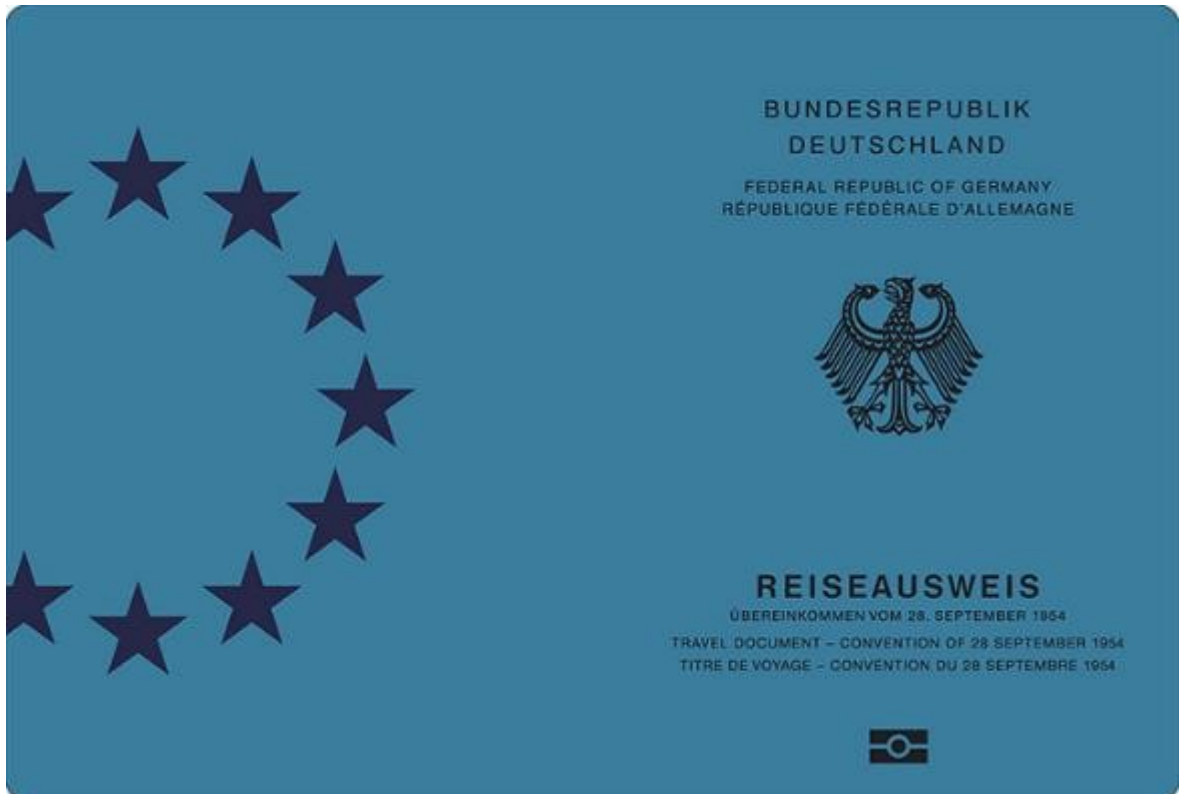 BUNDESREPUBLIK
DEUTSCHLAND
FEDERAL REPUBLIC OF GERMANY
RÉPUBLIQUE FÉDÉRALE D'ALLEMAGNE
REISEAUSWEIS
ÜBEREINKOMMEN VOM 28. SEPTEMBER 1954
TRAVEL DOCUMENT – CONVENTION OF 28 SEPTEMBER 1954
TITRE DE VOYAGE – CONVENTION DU 28 SEPTEMBRE 1954